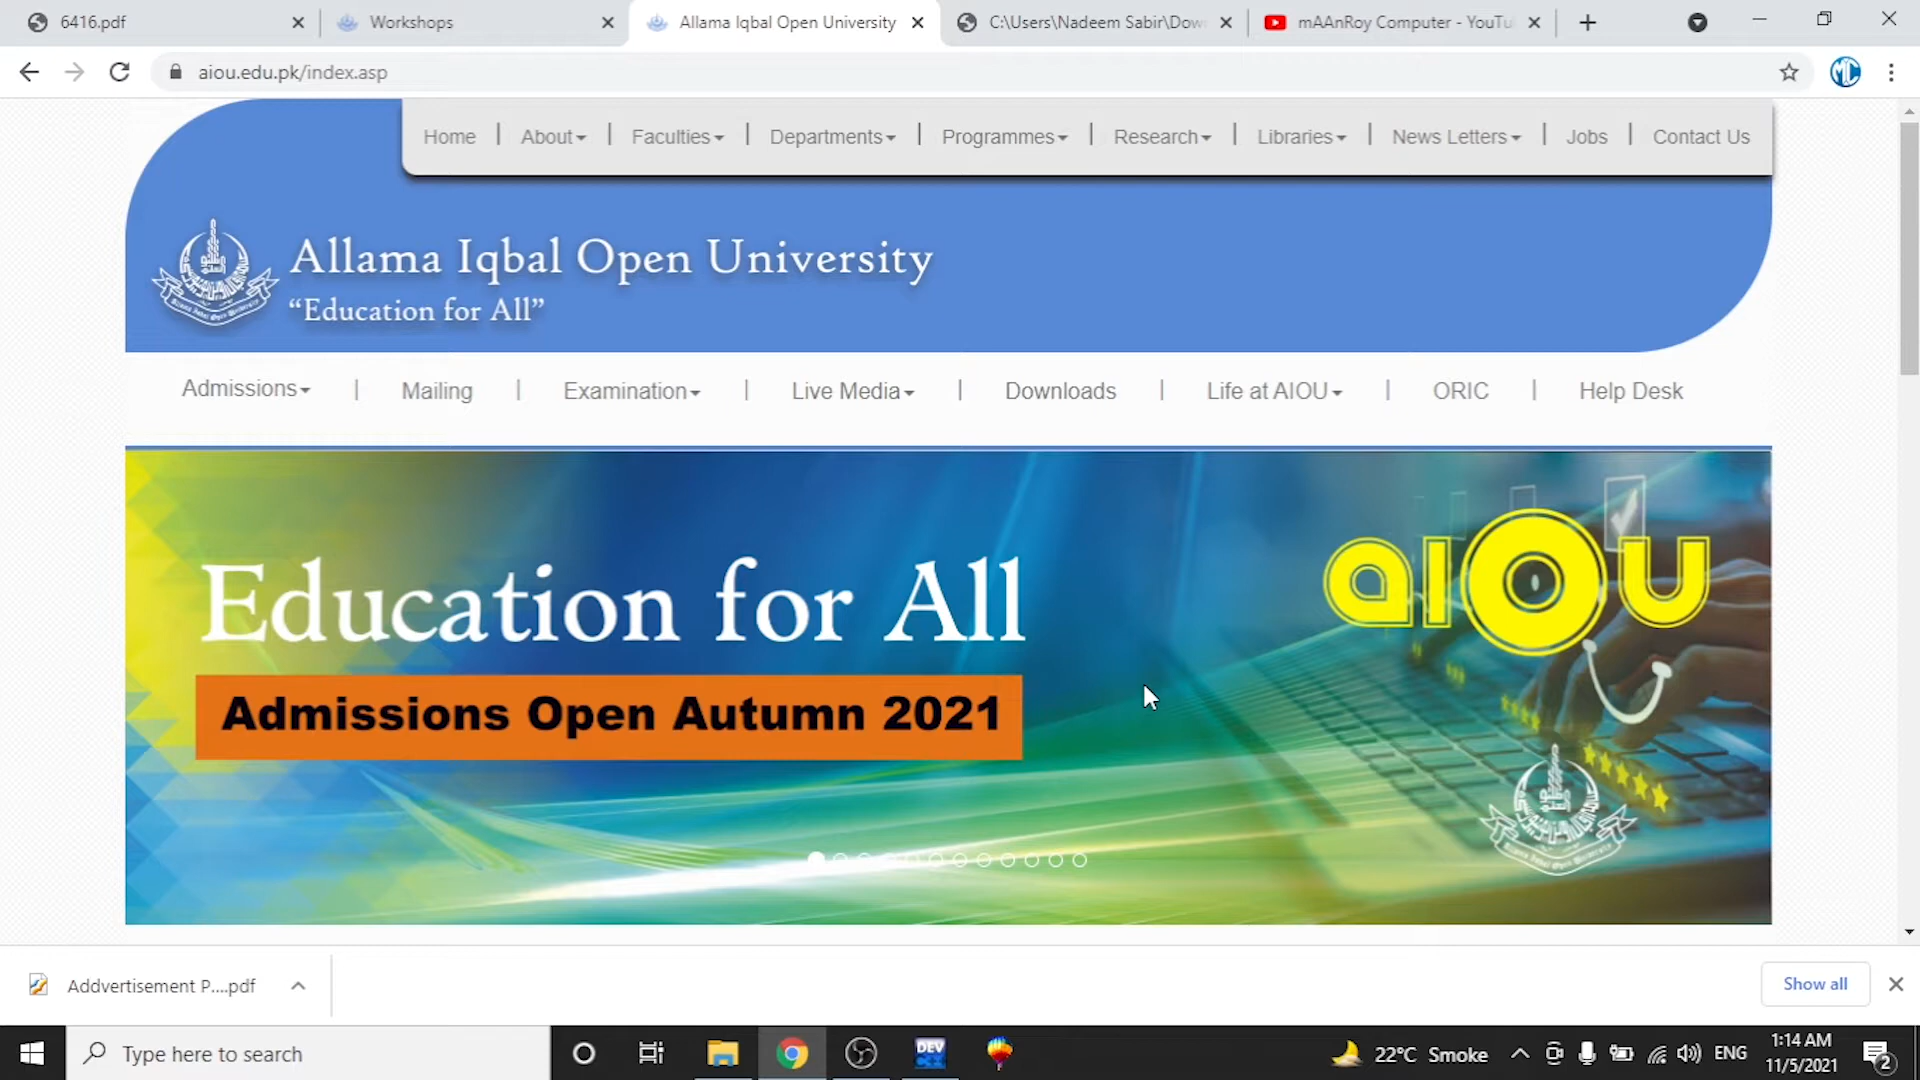 6416.pdf
Workshops
Allama Iqbal Open University
C:\Users\Nadeem Sabir\Dow
mAAnRoy Computer - YouTu
aiou.edu.pk/index.asp
MC
Home | About | Faculties | Departments | Programmes | Research | Libraries | News Letters | Jobs | Contact Us
Allama Iqbal Open University
“Education for All”
Admissions | Mailing | Examination | Live Media | Downloads | Life at AIOU | ORIC | Help Desk
Education for All
Admissions Open Autumn 2021
aiou
Addvertisement P....pdf
Show all
Type here to search
DEV
22°C Smoke
ENG
1:14 AM
11/5/2021
2